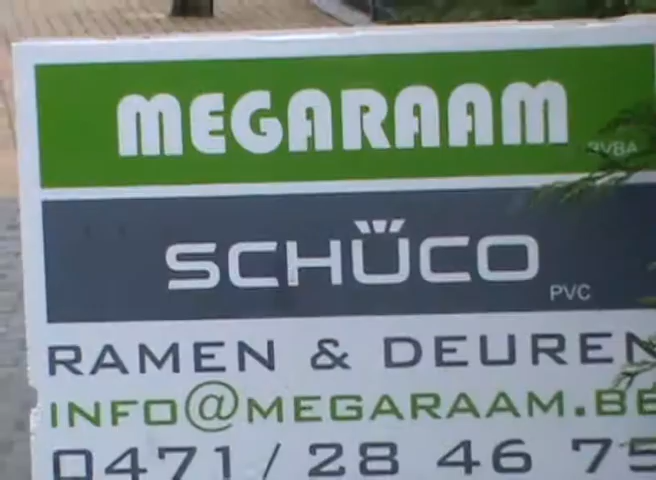 MEGARAAM BVBA
SCHÜCO
PVC
RAMEN & DEUREN
INFO@MEGARAAM.BE
0471/28 46 75